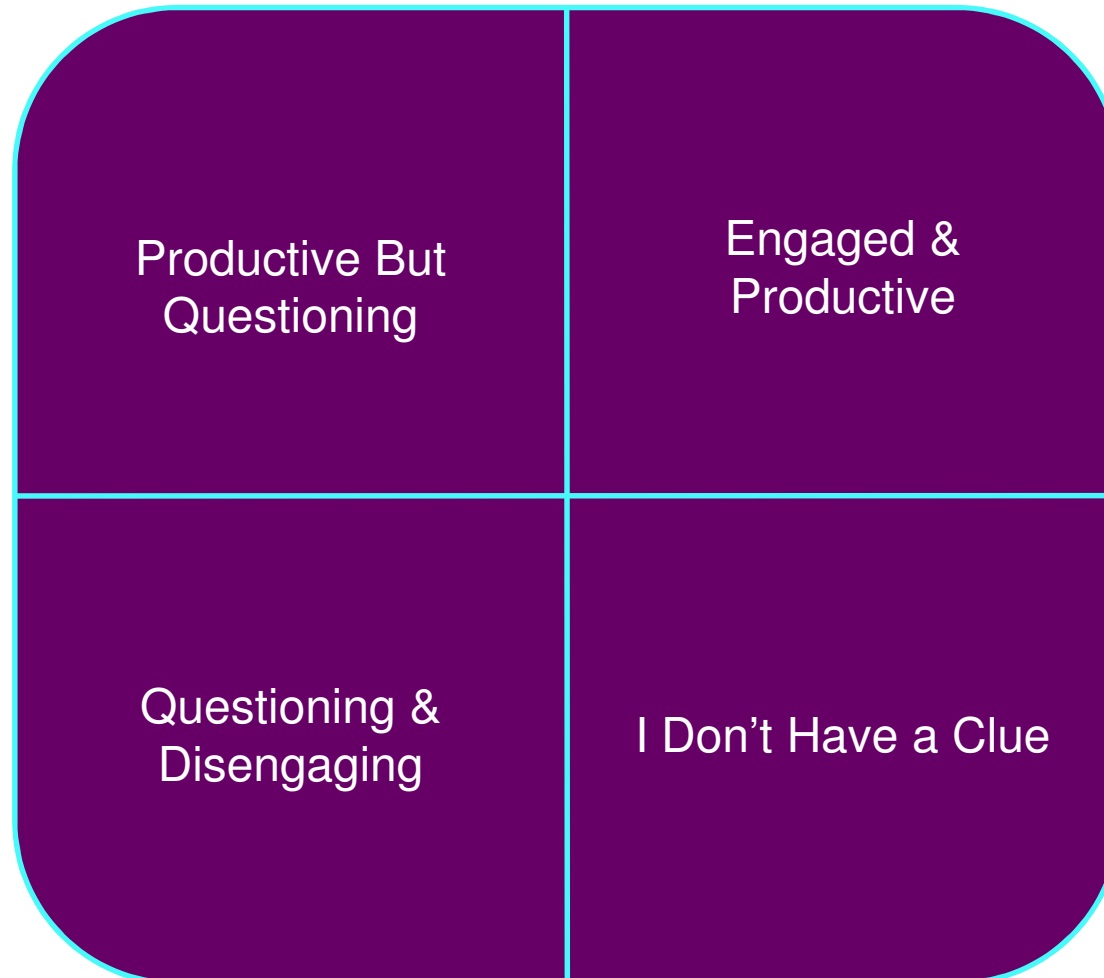 Productive But
Questioning
Engaged &
Productive
Questioning &
Disengaging
I Don’t Have a Clue